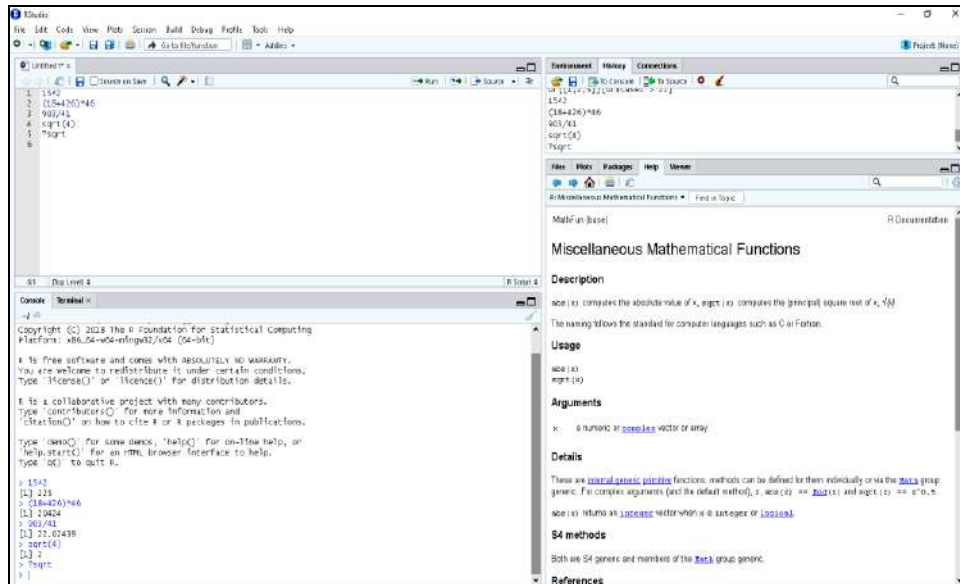 RStudio
File Edit Code View Plots Session Build Debug Profile Tools Help
Go to file/function Addins
Project: (None)
Untitled1*
Source on Save Run Source
1 15^2
2 (18+426)*46
3 903/41
4 sqrt(4)
5 ?sqrt
6
6:1 (Top Level) R Script
Console Terminal
~/
Copyright (C) 2018 The R Foundation for Statistical Computing
Platform: x86_64-w64-mingw32/x64 (64-bit)
R is free software and comes with ABSOLUTELY NO WARRANTY.
You are welcome to redistribute it under certain conditions.
Type 'license()' or 'licence()' for distribution details.
R is a collaborative project with many contributors.
Type 'contributors()' for more information and
'citation()' on how to cite R or R packages in publications.
Type 'demo()' for some demos, 'help()' for on-line help, or
'help.start()' for an HTML browser interface to help.
Type 'q()' to quit R.
> 15^2
[1] 225
> (18+426)*46
[1] 20424
> 903/41
[1] 22.02439
> sqrt(4)
[1] 2
> ?sqrt
>
Environment History Connections
To Console To Source
15^2
(18+426)*46
903/41
sqrt(4)
?sqrt
Files Plots Packages Help Viewer
R: Miscellaneous Mathematical Functions Find in Topic
MathFun {base} R Documentation
Miscellaneous Mathematical Functions
Description
abs(x) computes the absolute value of x, sqrt(x) computes the (principal) square root of x, √{x}.
The naming follows the standard for computer languages such as C or Fortran.
Usage
abs(x)
sqrt(x)
Arguments
x a numeric or complex vector or array.
Details
These are internal generic primitive functions: methods can be defined for them individually or via the Math group
generic. For complex arguments (and the default method), z, abs(z) == Mod(z) and sqrt(z) == z^0.5.
abs(x) returns an integer vector when x is integer or logical.
S4 methods
Both are S4 generic and members of the Math group generic.
References